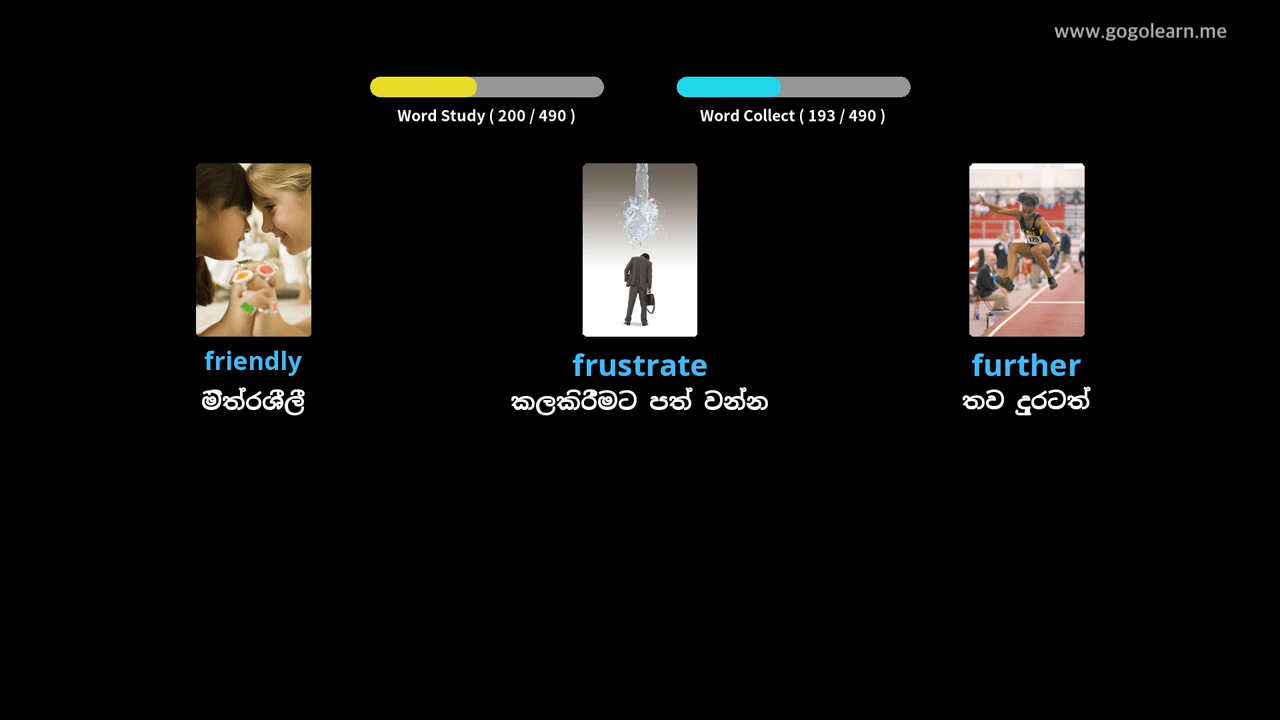 www.gogolearn.me
Word Study ( 200 / 490 )
Word Collect ( 193 / 490 )
friendly
මිත්රශීලී
frustrate
කලකිරීමට පත් වන්න
further
තව දුරටත්